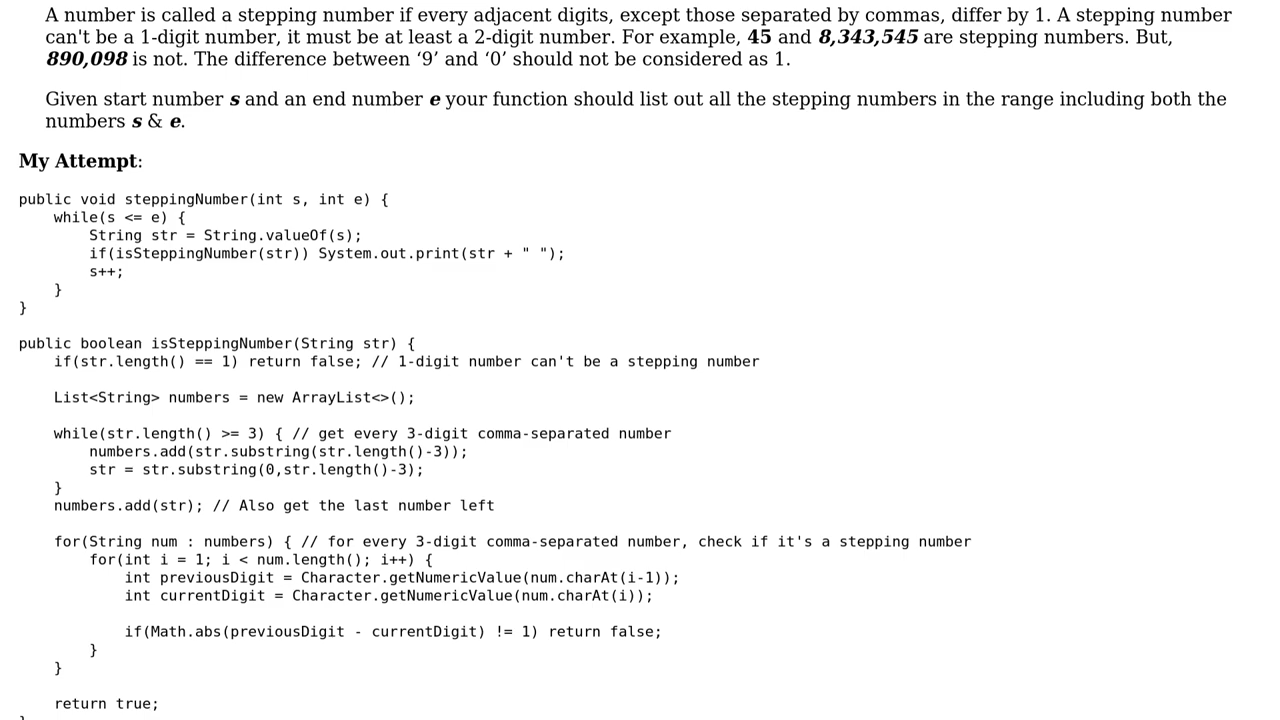 A number is called a stepping number if every adjacent digits, except those separated by commas, differ by 1. A stepping number
can't be a 1-digit number, it must be at least a 2-digit number. For example, 45 and 8,343,545 are stepping numbers. But,
890,098 is not. The difference between ‘9’ and ‘0’ should not be considered as 1.
Given start number s and an end number e your function should list out all the stepping numbers in the range including both the
numbers s & e.
My Attempt:
public void steppingNumber(int s, int e) {
    while(s <= e) {
        String str = String.valueOf(s);
        if(isSteppingNumber(str)) System.out.print(str + " ");
        s++;
    }
}
public boolean isSteppingNumber(String str) {
    if(str.length() == 1) return false; // 1-digit number can't be a stepping number
    List<String> numbers = new ArrayList<>();
    while(str.length() >= 3) { // get every 3-digit comma-separated number
        numbers.add(str.substring(str.length()-3));
        str = str.substring(0,str.length()-3);
    }
    numbers.add(str); // Also get the last number left
    for(String num : numbers) { // for every 3-digit comma-separated number, check if it's a stepping number
        for(int i = 1; i < num.length(); i++) {
            int previousDigit = Character.getNumericValue(num.charAt(i-1));
            int currentDigit = Character.getNumericValue(num.charAt(i));
            if(Math.abs(previousDigit - currentDigit) != 1) return false;
        }
    }
    return true;